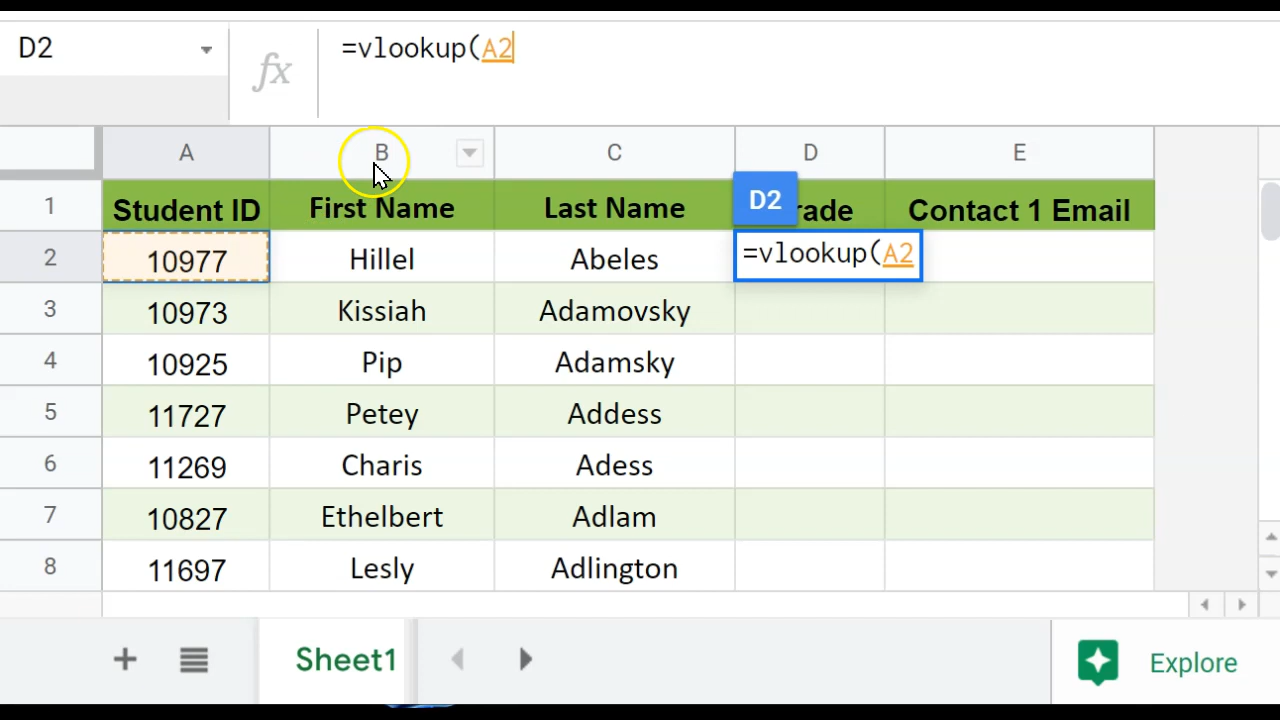 D2 fx =vlookup(A2
A B C D E
1 Student ID First Name Last Name D2 rade Contact 1 Email
2 10977 Hillel Abeles =vlookup(A2
3 10973 Kissiah Adamovsky
4 10925 Pip Adamsky
5 11727 Petey Addess
6 11269 Charis Adess
7 10827 Ethelbert Adlam
8 11697 Lesly Adlington
Sheet1 Explore